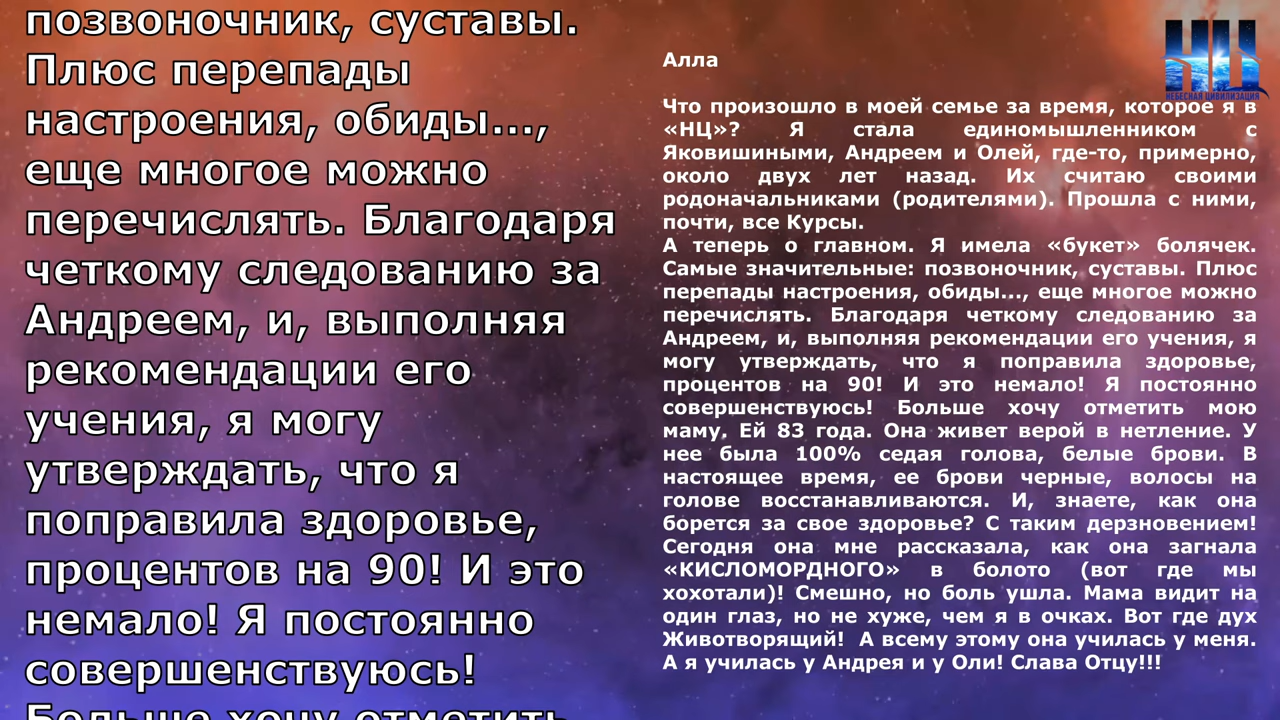 позвоночник, суставы.
Плюс перепады
настроения, обиды...,
еще многое можно
перечислять. Благодаря
четкому следованию за
Андреем, и, выполняя
рекомендации его
учения, я могу
утверждать, что я
поправила здоровье,
процентов на 90! И это
немало! Я постоянно
совершенствуюсь!
Больше хочу отметить
Алла
Что произошло в моей семье за время, которое я в
«НЦ»? Я стала единомышленником с
Яковишиными, Андреем и Олей, где-то, примерно,
около двух лет назад. Их считаю своими
родоначальниками (родителями). Прошла с ними,
почти, все Курсы.
А теперь о главном. Я имела «букет» болячек.
Самые значительные: позвоночник, суставы. Плюс
перепады настроения, обиды..., еще многое можно
перечислять. Благодаря четкому следованию за
Андреем, и, выполняя рекомендации его учения, я
могу утверждать, что я поправила здоровье,
процентов на 90! И это немало! Я постоянно
совершенствуюсь! Больше хочу отметить мою
маму. Ей 83 года. Она живет верой в нетление. У
нее была 100% седая голова, белые брови. В
настоящее время, ее брови черные, волосы на
голове восстанавливаются. И, знаете, как она
борется за свое здоровье? С таким дерзновением!
Сегодня она мне рассказала, как она загнала
«КИСЛОМОРДНОГО» в болото (вот где мы
хохотали)! Смешно, но боль ушла. Мама видит на
один глаз, но не хуже, чем я в очках. Вот где дух
Животворящий! А всему этому она училась у меня.
А я училась у Андрея и у Оли! Слава Отцу!!!
НЦ
НЕБЕСНАЯ ЦИВИЛИЗАЦИЯ